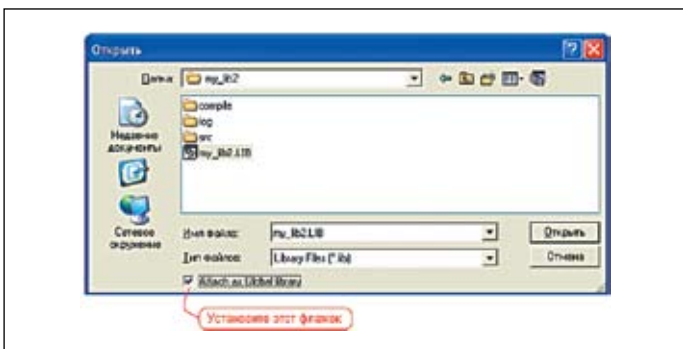 Открыть
Папка: my_lib2
compile
log
src
my_lib2.LIB
Недавние документы
Сетевое окружение
Имя файла: my_lib2.LIB
Открыть
Тип файлов: Library Files (*.lib)
Отмена
Attach as Global library
Установите этот флажок